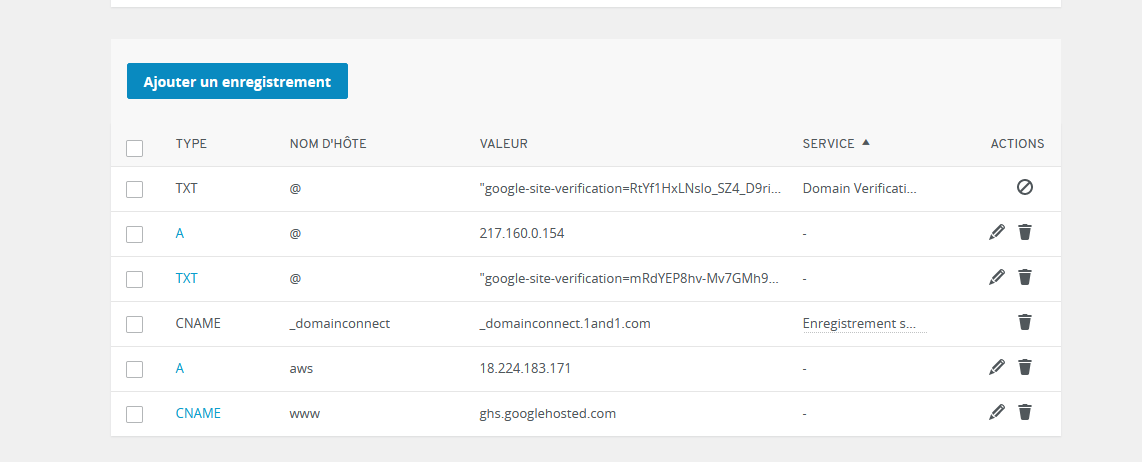 Ajouter un enregistrement
TYPE NOM D'HÔTE VALEUR SERVICE ACTIONS
TXT @ "google-site-verification=RtYf1HxLNslo_SZ4_D9ri... Domain Verificati...
A @ 217.160.0.154 -
TXT @ "google-site-verification=mRdYEP8hv-Mv7GMh9... -
CNAME _domainconnect _domainconnect.1and1.com Enregistrement s...
A aws 18.224.183.171 -
CNAME www ghs.googlehosted.com -